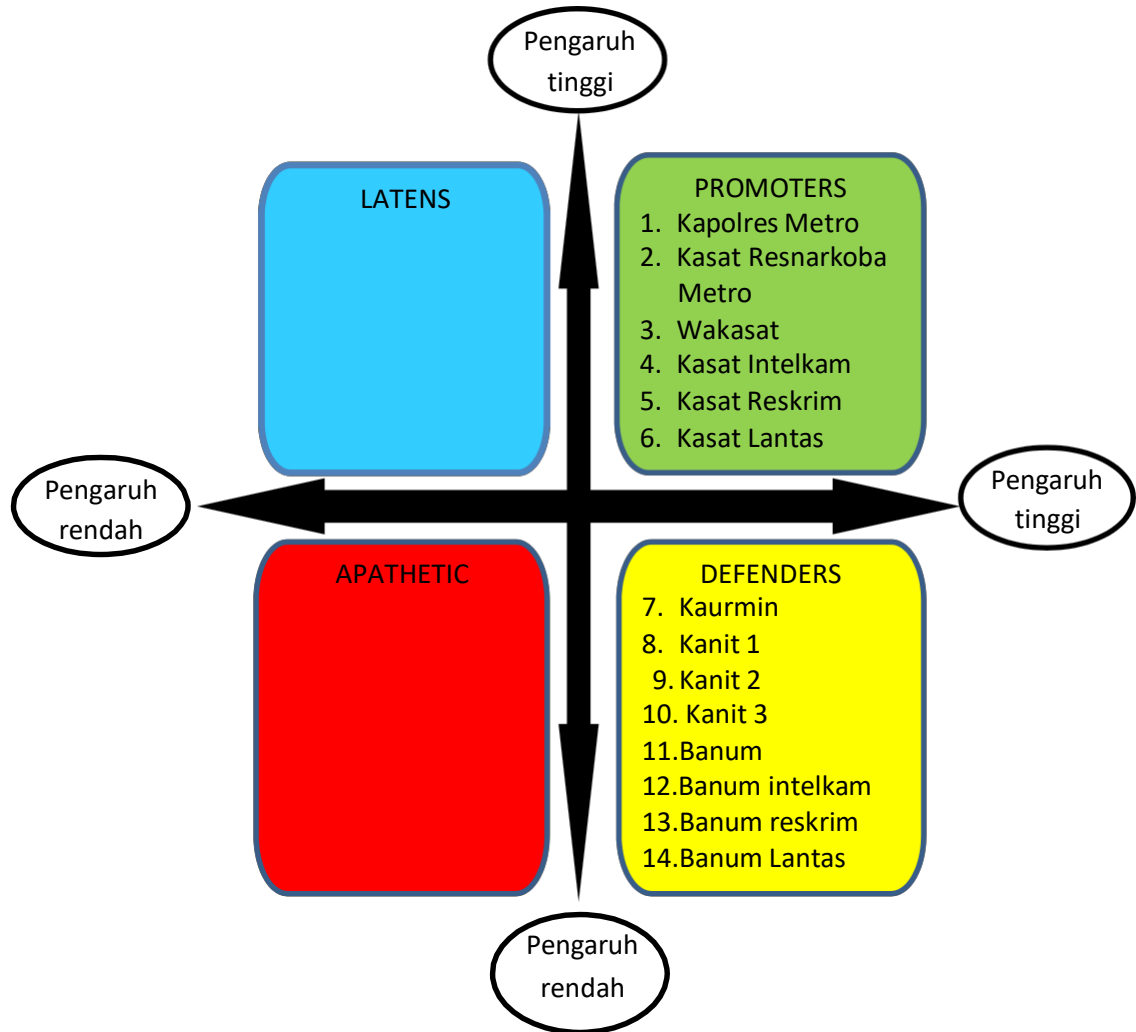 Pengaruh
tinggi
LATENS
PROMOTERS
1. Kapolres Metro
2. Kasat Resnarkoba
Metro
3. Wakasat
4. Kasat Intelkam
5. Kasat Reskrim
6. Kasat Lantas
Pengaruh
rendah
Pengaruh
tinggi
APATHETIC
DEFENDERS
7. Kaurmin
8. Kanit 1
9. Kanit 2
10. Kanit 3
11.Banum
12.Banum intelkam
13.Banum reskrim
14.Banum Lantas
Pengaruh
rendah